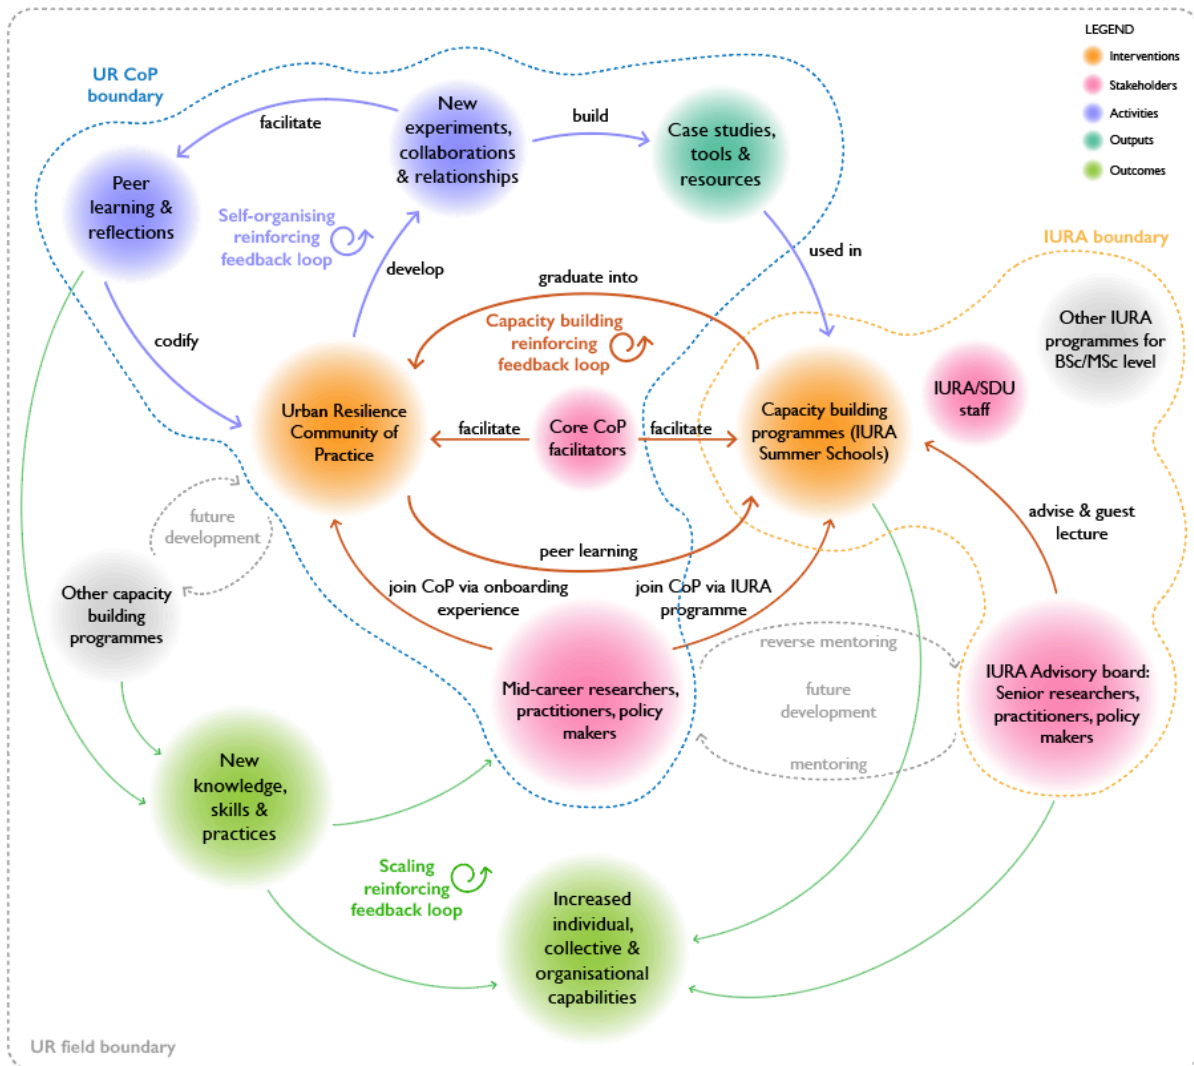 LEGEND
Interventions
Stakeholders
Activities
Outputs
Outcomes
UR CoP
boundary
facilitate
New
experiments,
collaborations
& relationships
build
Case studies,
tools &
resources
Peer
learning &
reflections
Self-organising
reinforcing
feedback loop
develop
used in
IURA boundary
codify
graduate into
Capacity building
reinforcing
feedback loop
Other IURA
programmes for
BSc/MSc level
IURA/SDU
staff
Urban Resilience
Community of
Practice
facilitate
Core CoP
facilitators
facilitate
Capacity building
programmes (IURA
Summer Schools)
advise & guest
lecture
future
development
peer learning
join CoP via onboarding
experience
join CoP via IURA
programme
Other capacity
building
programmes
reverse mentoring
future
development
mentoring
Mid-career researchers,
practitioners, policy
makers
IURA Advisory board:
Senior researchers,
practitioners, policy
makers
New
knowledge,
skills &
practices
Scaling
reinforcing
feedback loop
Increased
individual,
collective &
organisational
capabilities
UR field boundary